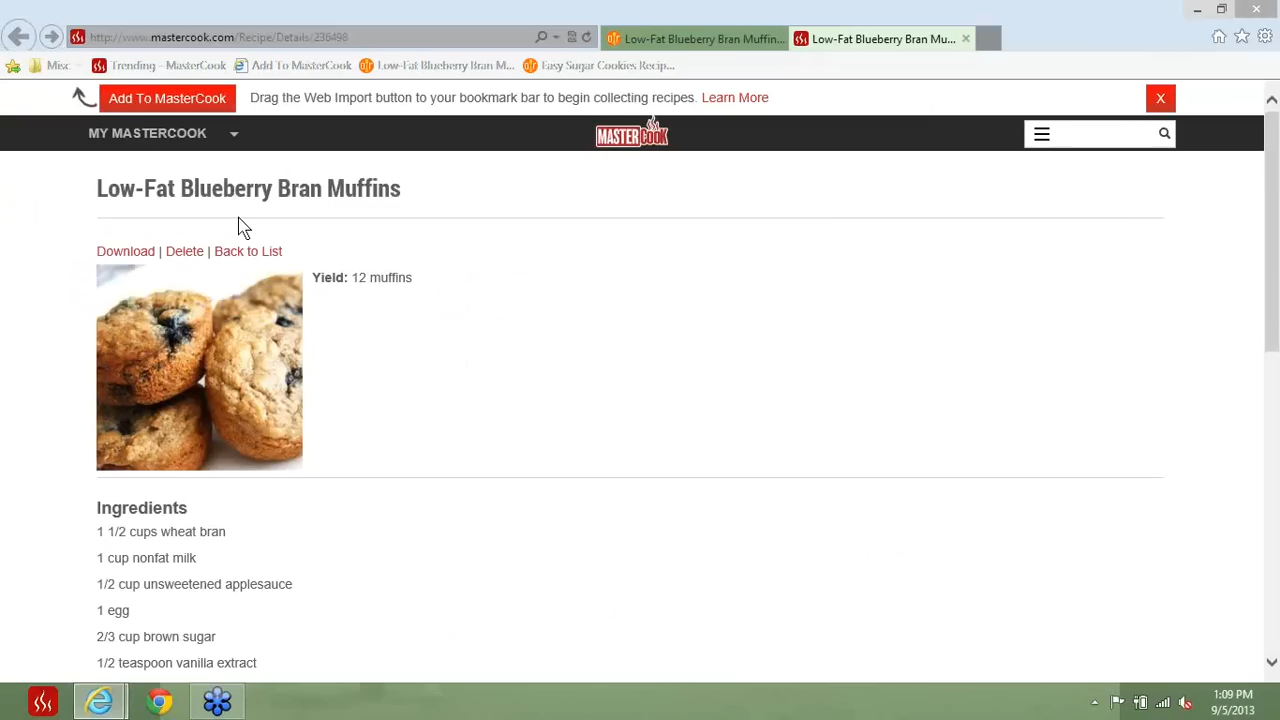 http://www.mastercook.com/Recipe/Details/236498
Low-Fat Blueberry Bran Muffin...
Low-Fat Blueberry Bran Mu...
Misc
Trending - MasterCook
Add To MasterCook
Low-Fat Blueberry Bran M...
Easy Sugar Cookies Recip...
Add To MasterCook
Drag the Web Import button to your bookmark bar to begin collecting recipes. Learn More
X
MY MASTERCOOK
MASTERCOOK
Low-Fat Blueberry Bran Muffins
Download | Delete | Back to List
Yield: 12 muffins
Ingredients
1 1/2 cups wheat bran
1 cup nonfat milk
1/2 cup unsweetened applesauce
1 egg
2/3 cup brown sugar
1/2 teaspoon vanilla extract
1:09 PM
9/5/2013